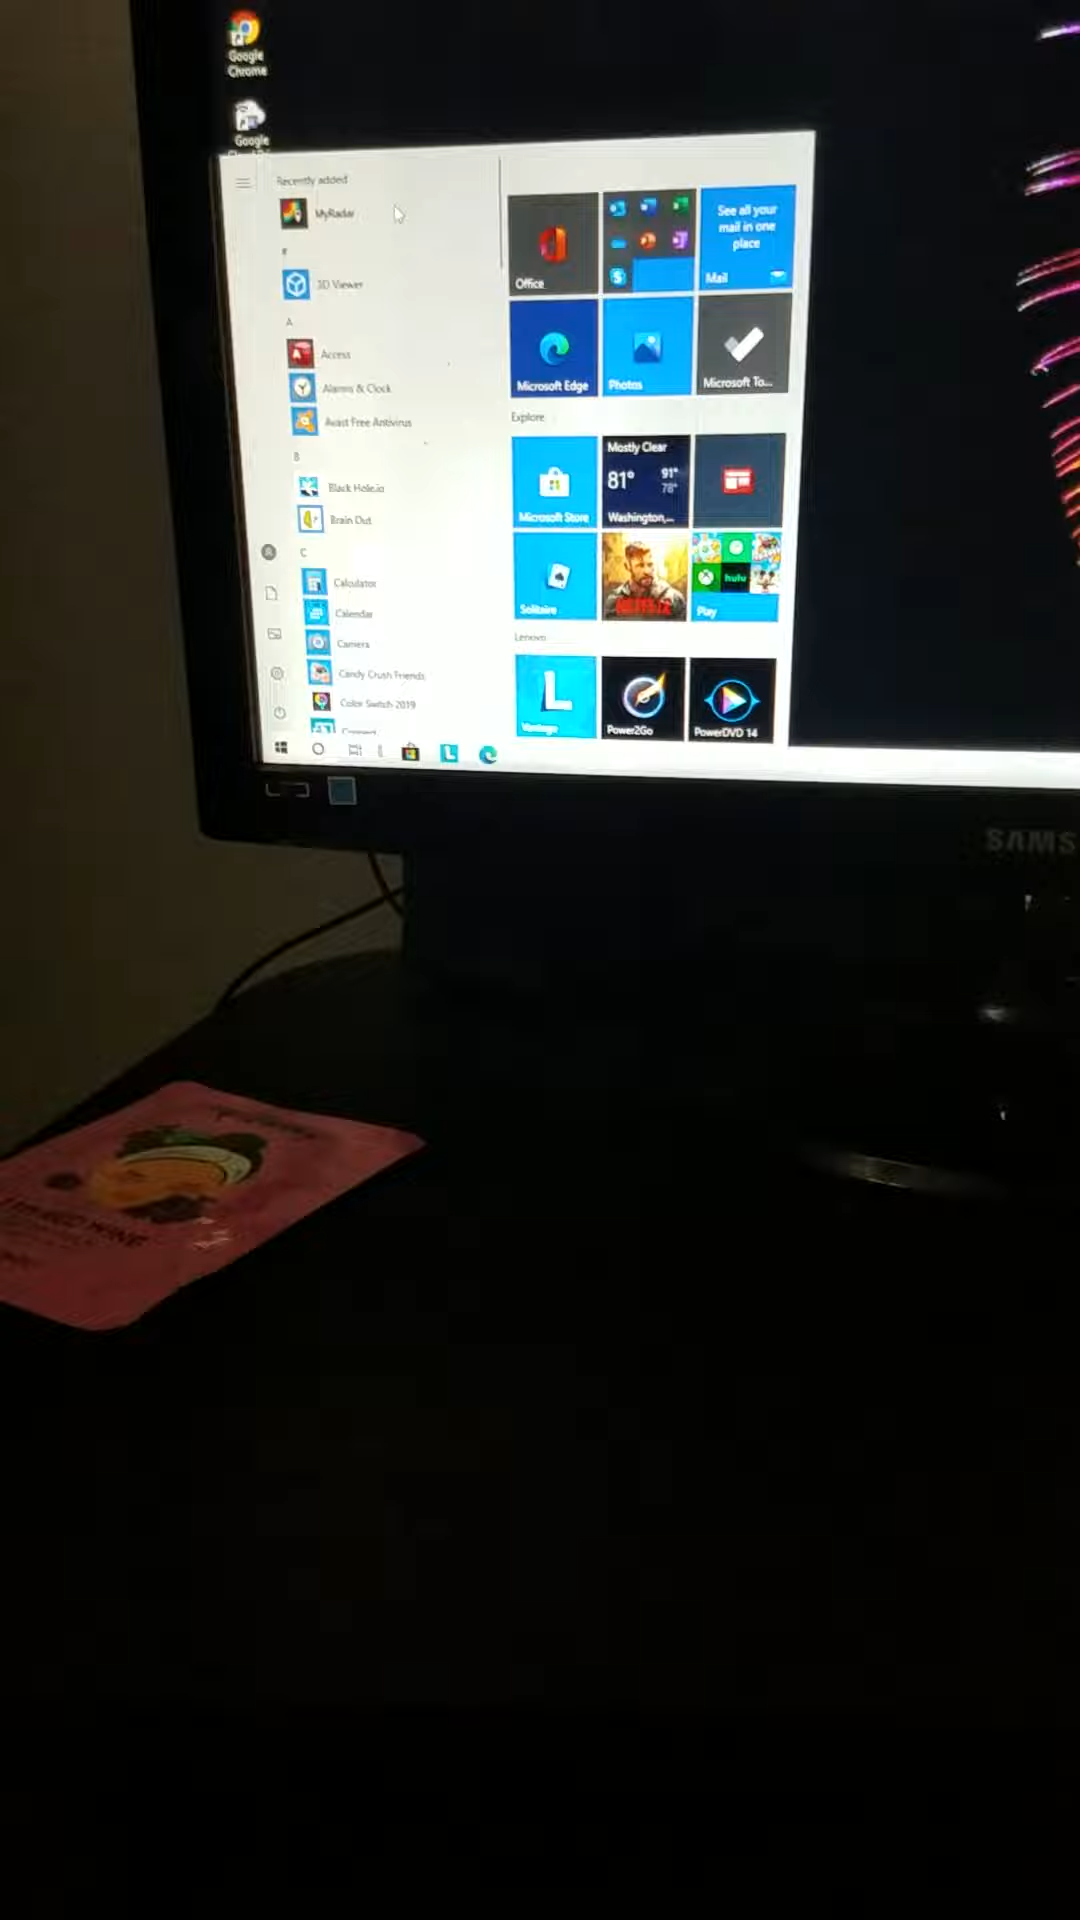 Google
Chrome
Google
Recently added
MyRadar
#
3D Viewer
A
Access
Alarms & Clock
Avast Free Antivirus
B
Black Hole.io
Brain Out
C
Calculator
Calendar
Camera
Candy Crush Friends
Color Switch 2019
Connect
Office
See all your
mail in one
place
Mail
Microsoft Edge
Photos
Microsoft To...
Explore
Microsoft Store
Mostly Clear
81° 91°
78°
Washington,...
Solitaire
NETFLIX
hulu
Play
Lenovo
Vantage
Power2Go
PowerDVD 14
SAMS